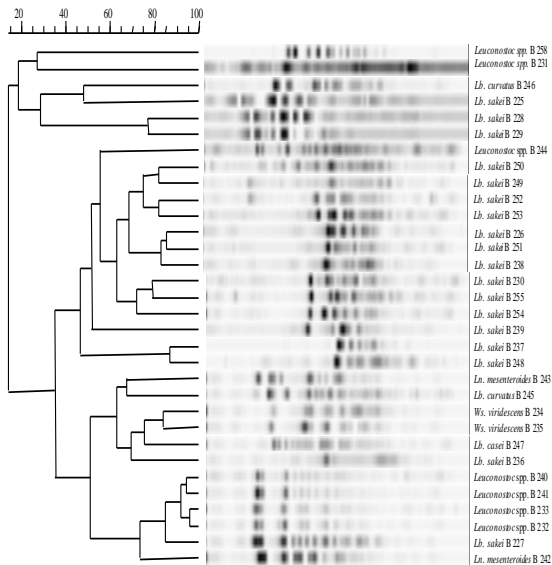 20 40 60 80 100
Leuconostoc spp. B 258
Leuconostoc spp. B 231
Lb. curvatus B 246
Lb. sakei B 225
Lb. sakei B 228
Lb. sakei B 229
Leuconostoc spp. B 244
Lb. sakei B 250
Lb. sakei B 249
Lb. sakei B 252
Lb. sakei B 253
Lb. sakei B 226
Lb. sakei B 251
Lb. sakei B 238
Lb. sakei B 230
Lb. sakei B 255
Lb. sakei B 254
Lb. sakei B 239
Lb. sakei B 237
Lb. sakei B 248
Ln. mesenteroides B 243
Lb. curvatus B 245
Ws. viridescens B 234
Ws. viridescens B 235
Lb. casei B 247
Lb. sakei B 236
Leuconostoc spp. B 240
Leuconostoc spp. B 241
Leuconostoc spp. B 233
Leuconostoc spp. B 232
Lb. sakei B 227
Ln. mesenteroides B 242